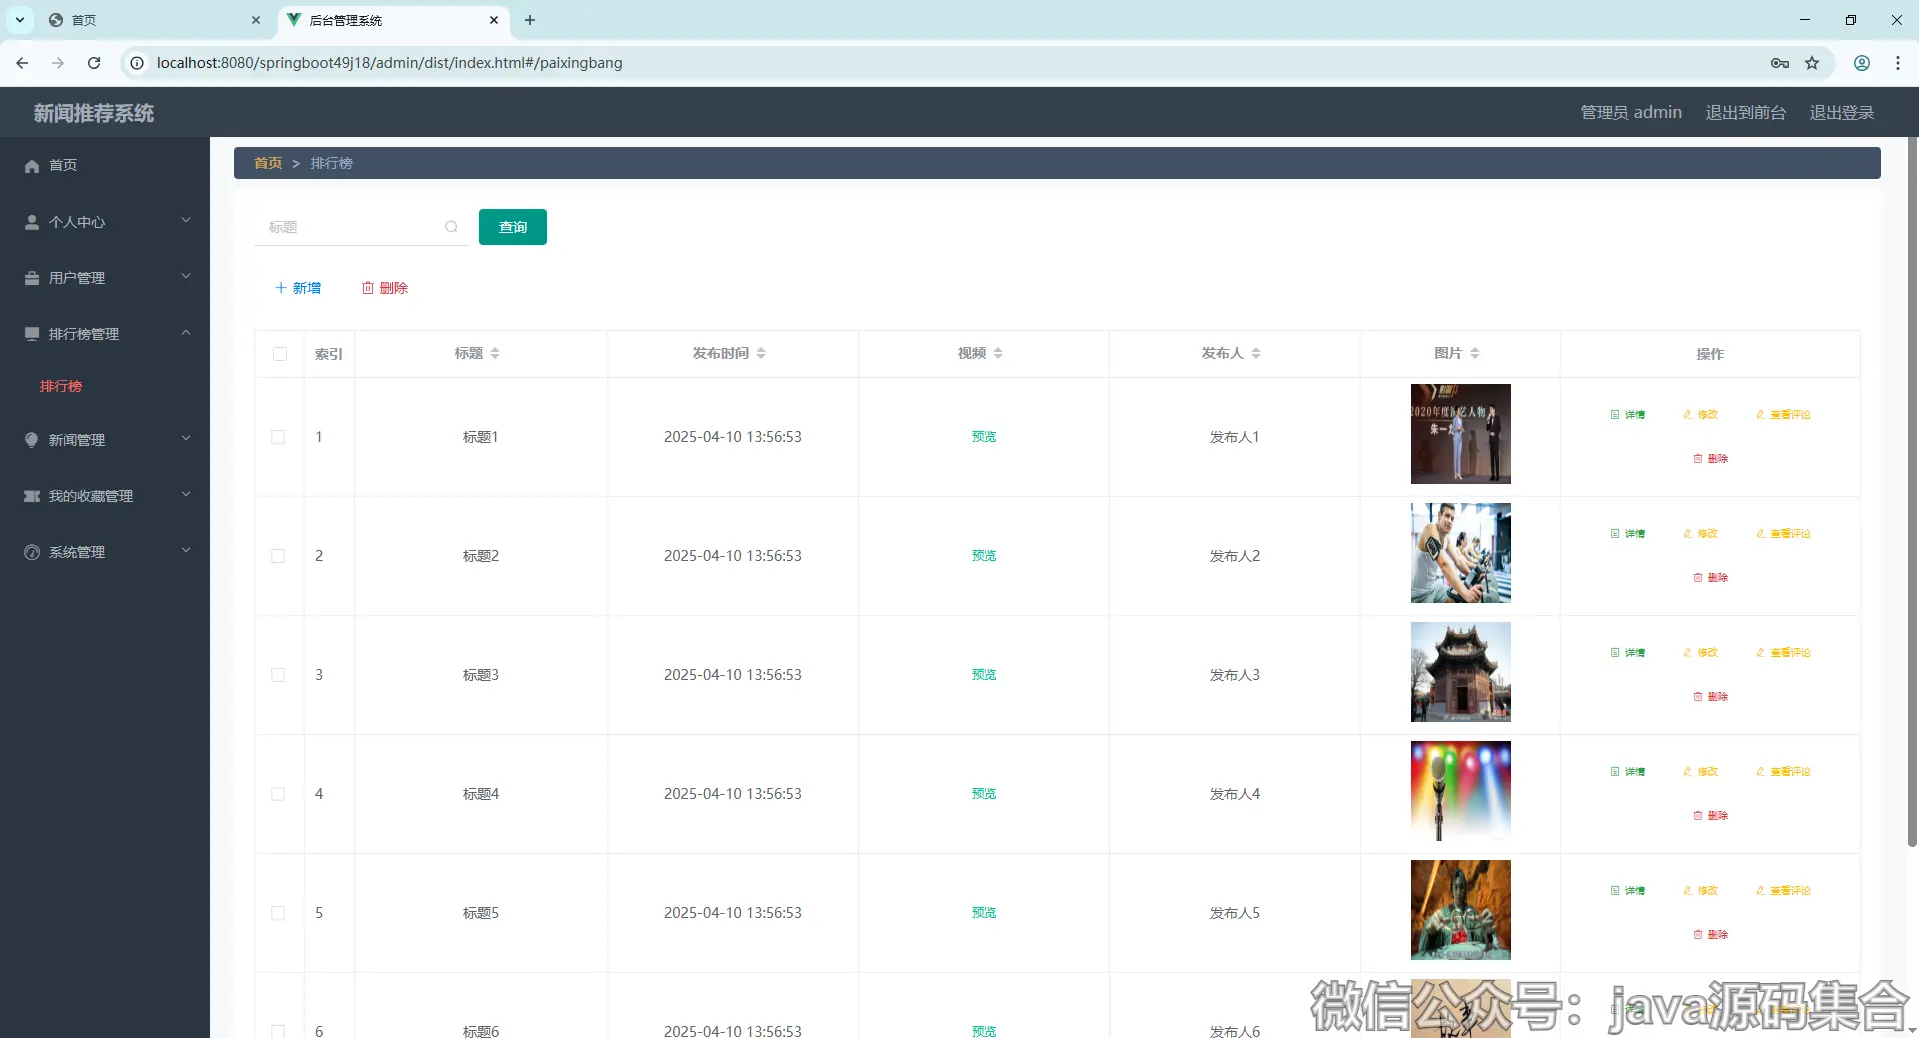 首页
后台管理系统
localhost:8080/springboot49j18/admin/dist/index.html#/paixingbang
新闻推荐系统
管理员 admin 退出到前台 退出登录
首页
个人中心
用户管理
排行榜管理
排行榜
新闻管理
我的收藏管理
系统管理
首页 > 排行榜
标题 查询
新增 删除
索引 标题 发布时间 视频 发布人 图片 操作
2020年度演艺人物
朱一龙
1 标题1 2025-04-10 13:56:53 预览 发布人1 详情 修改 查看评论 删除
2 标题2 2025-04-10 13:56:53 预览 发布人2 详情 修改 查看评论 删除
3 标题3 2025-04-10 13:56:53 预览 发布人3 详情 修改 查看评论 删除
4 标题4 2025-04-10 13:56:53 预览 发布人4 详情 修改 查看评论 删除
5 标题5 2025-04-10 13:56:53 预览 发布人5 详情 修改 查看评论 删除
6 标题6 2025-04-10 13:56:53 预览 发布人6
微信公众号：java源码集合